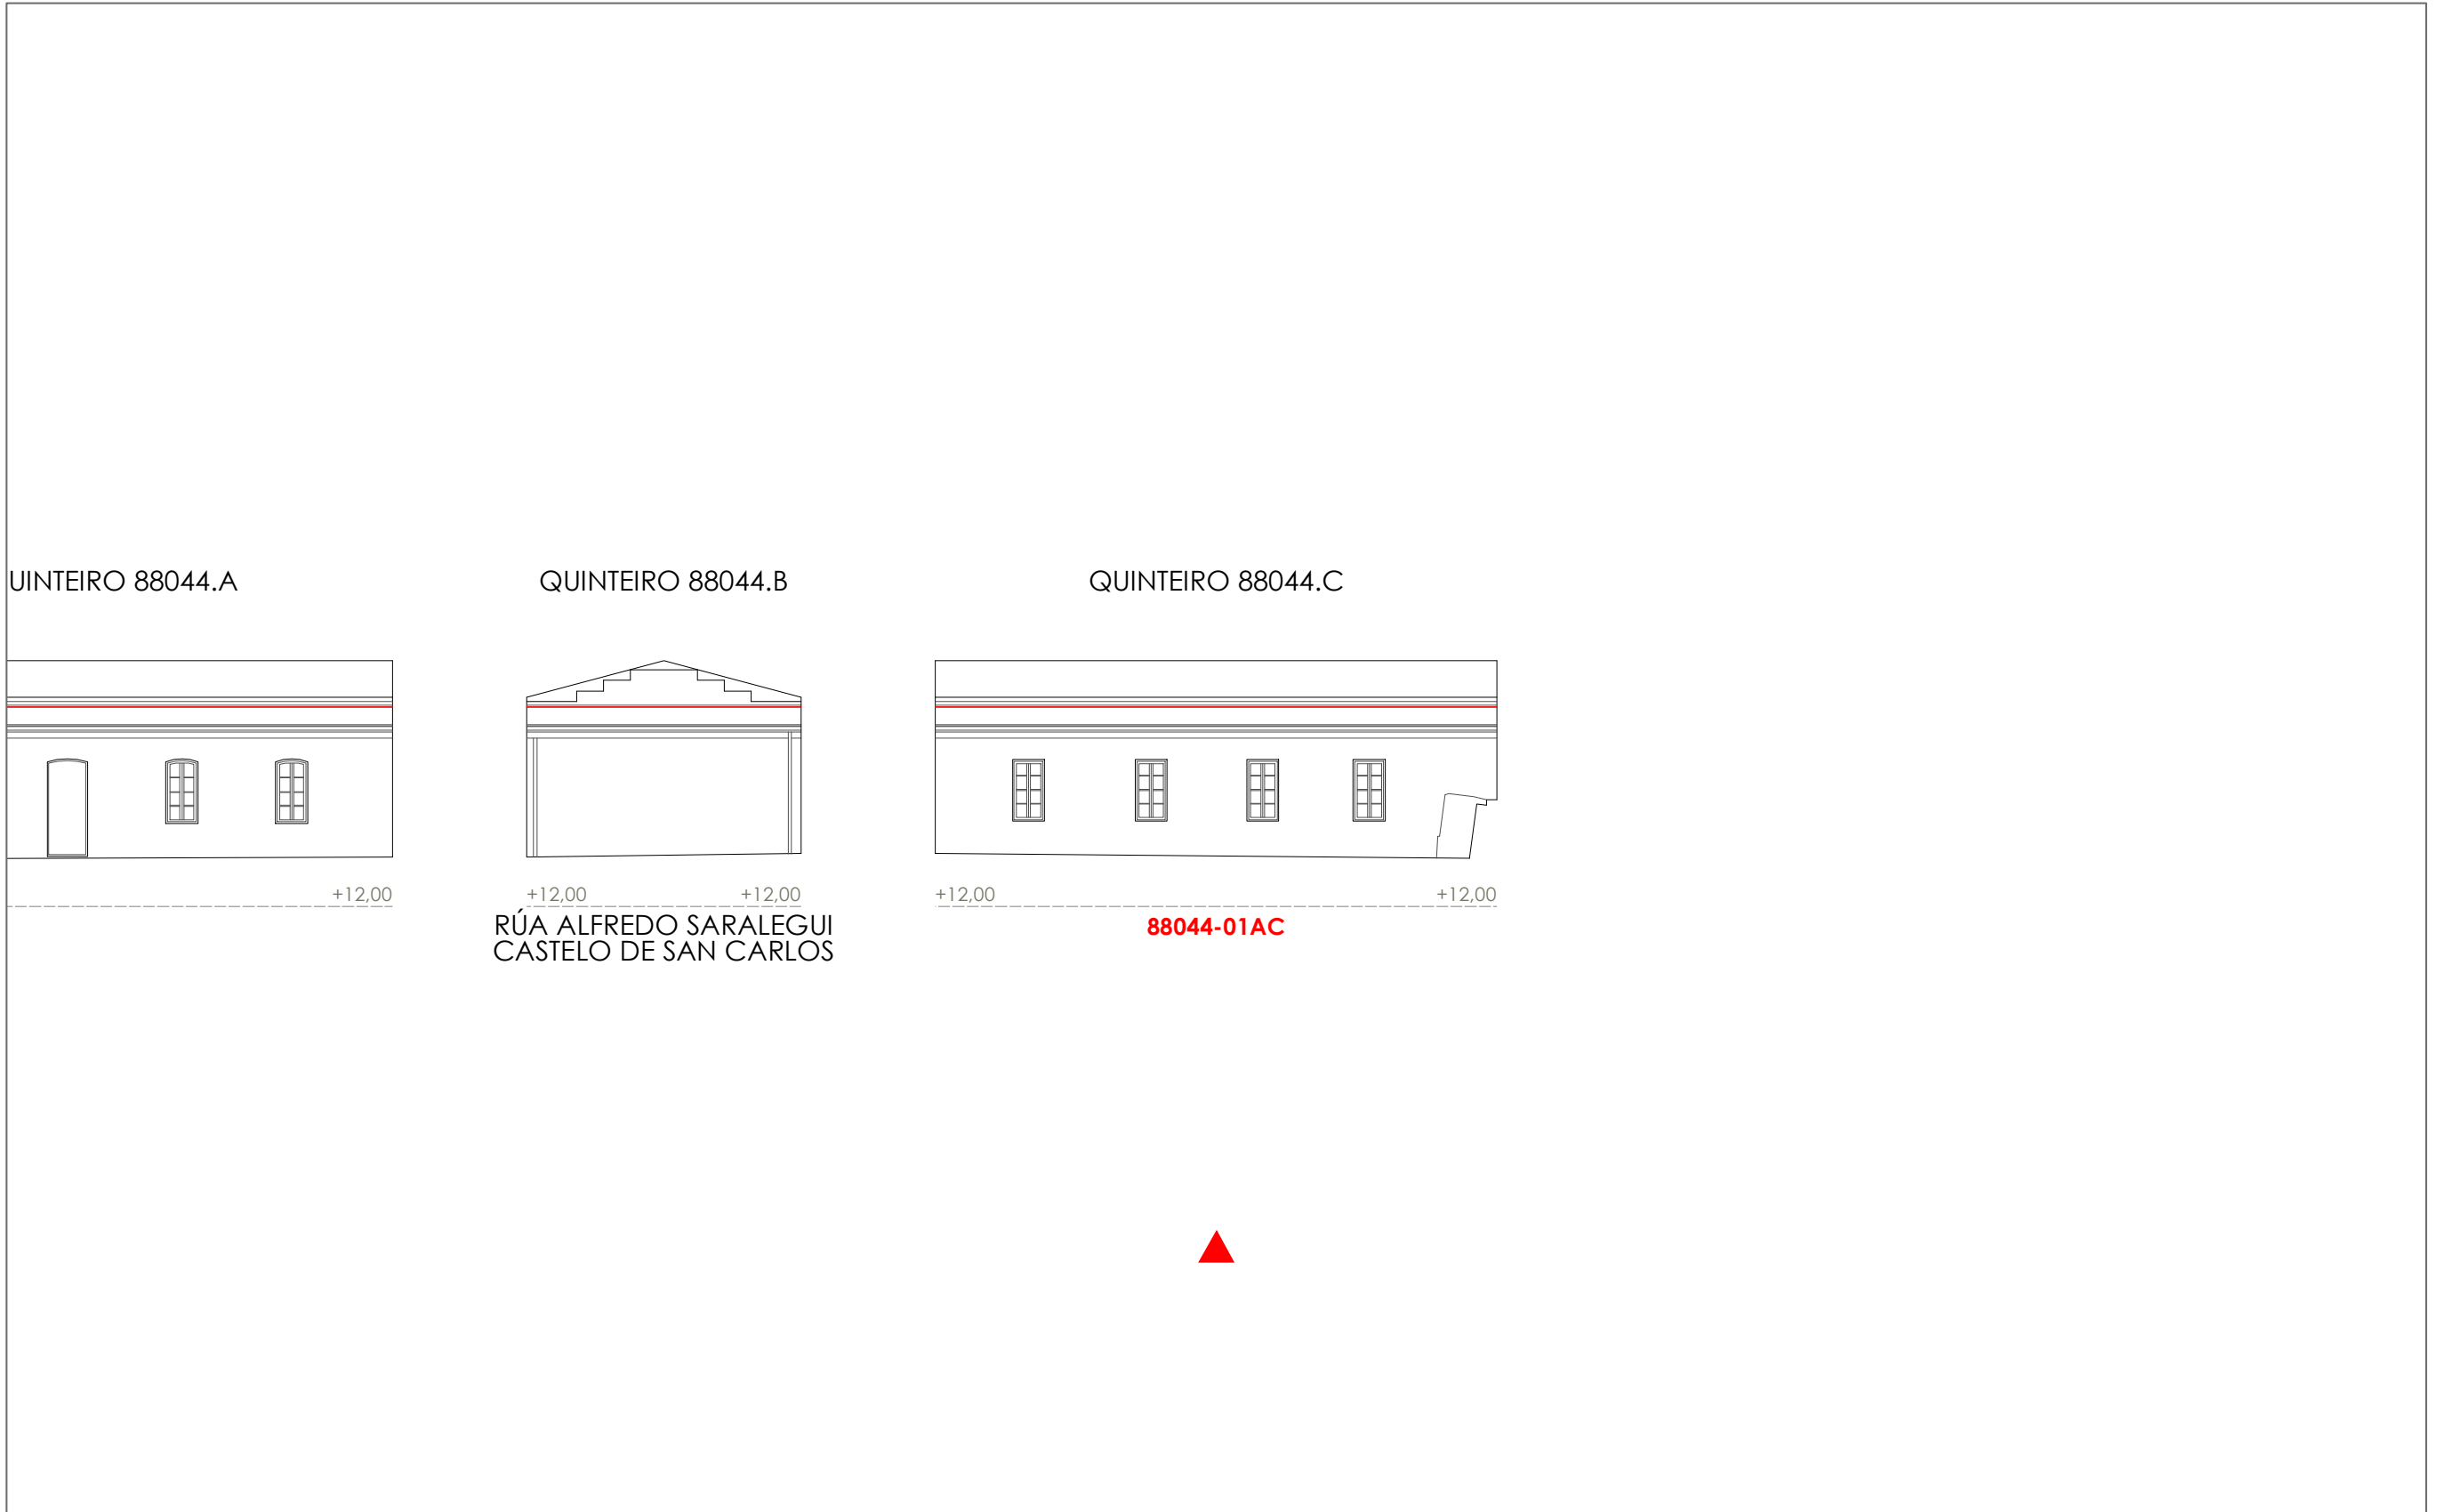 UINTEIRO 88044.A
QUINTEIRO 88044.B
QUINTEIRO 88044.C
+12,00
+12,00
+12,00
+12,00
+12,00
RÚA ALFREDO SARALEGUI
CASTELO DE SAN CARLOS
88044-01AC